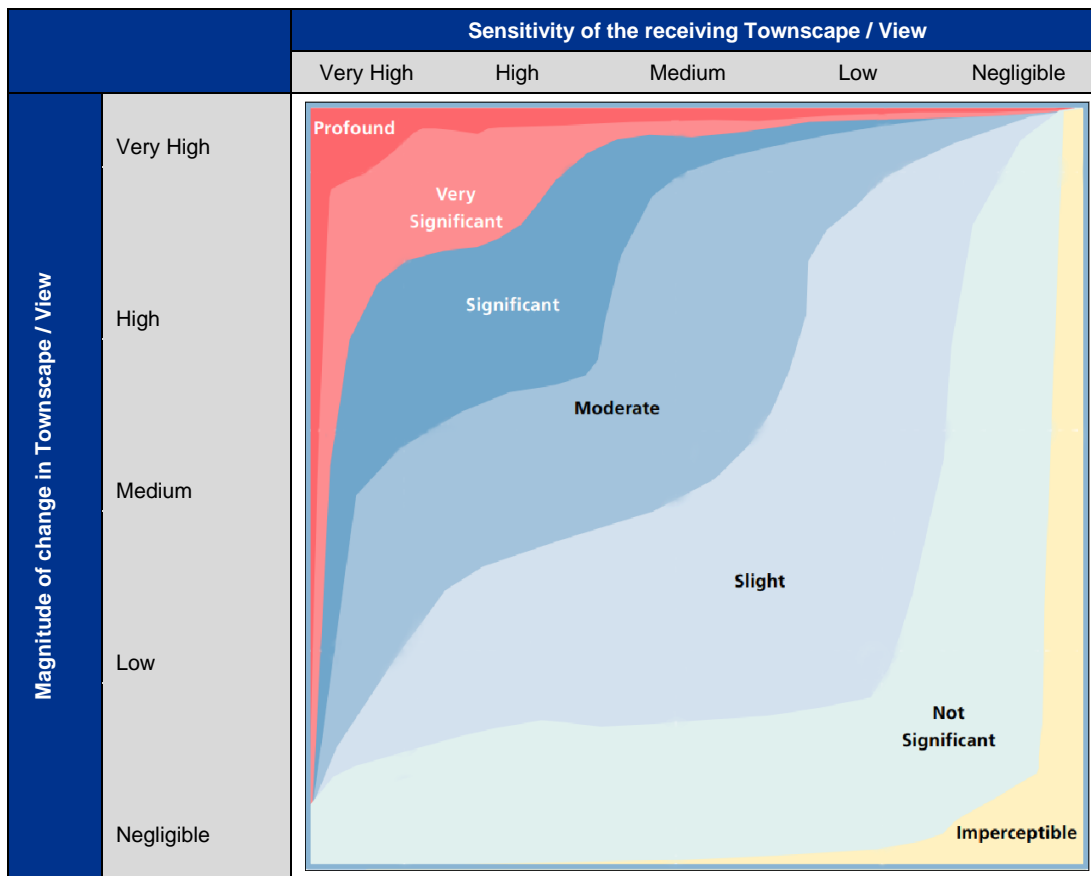 Sensitivity of the receiving Townscape / View
Very High High Medium Low Negligible
Magnitude of change in Townscape / View
Very High
High
Medium
Low
Negligible
Profound
Very
Significant
Significant
Moderate
Slight
Not
Significant
Imperceptible